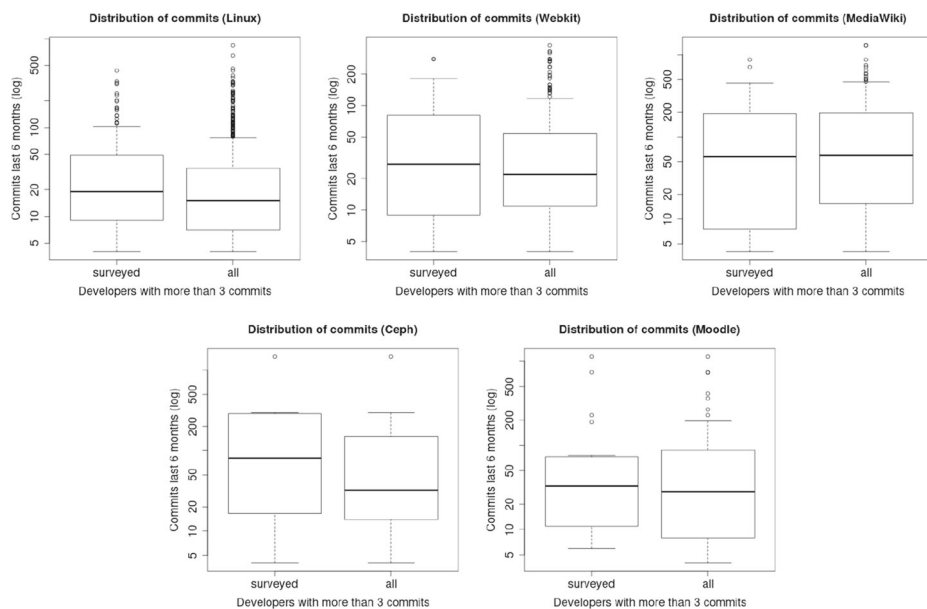 Distribution of commits (Linux)
Commits last 6 months (log)
500
100
50
20
10
5
surveyed
all
Developers with more than 3 commits
Distribution of commits (Webkit)
Commits last 6 months (log)
200
100
50
20
10
5
surveyed
all
Developers with more than 3 commits
Distribution of commits (MediaWiki)
Commits last 6 months (log)
500
200
50
20
10
5
surveyed
all
Developers with more than 3 commits
Distribution of commits (Ceph)
Commits last 6 months (log)
500
200
50
20
10
5
surveyed
all
Developers with more than 3 commits
Distribution of commits (Moodle)
Commits last 6 months (log)
500
200
50
20
10
5
surveyed
all
Developers with more than 3 commits